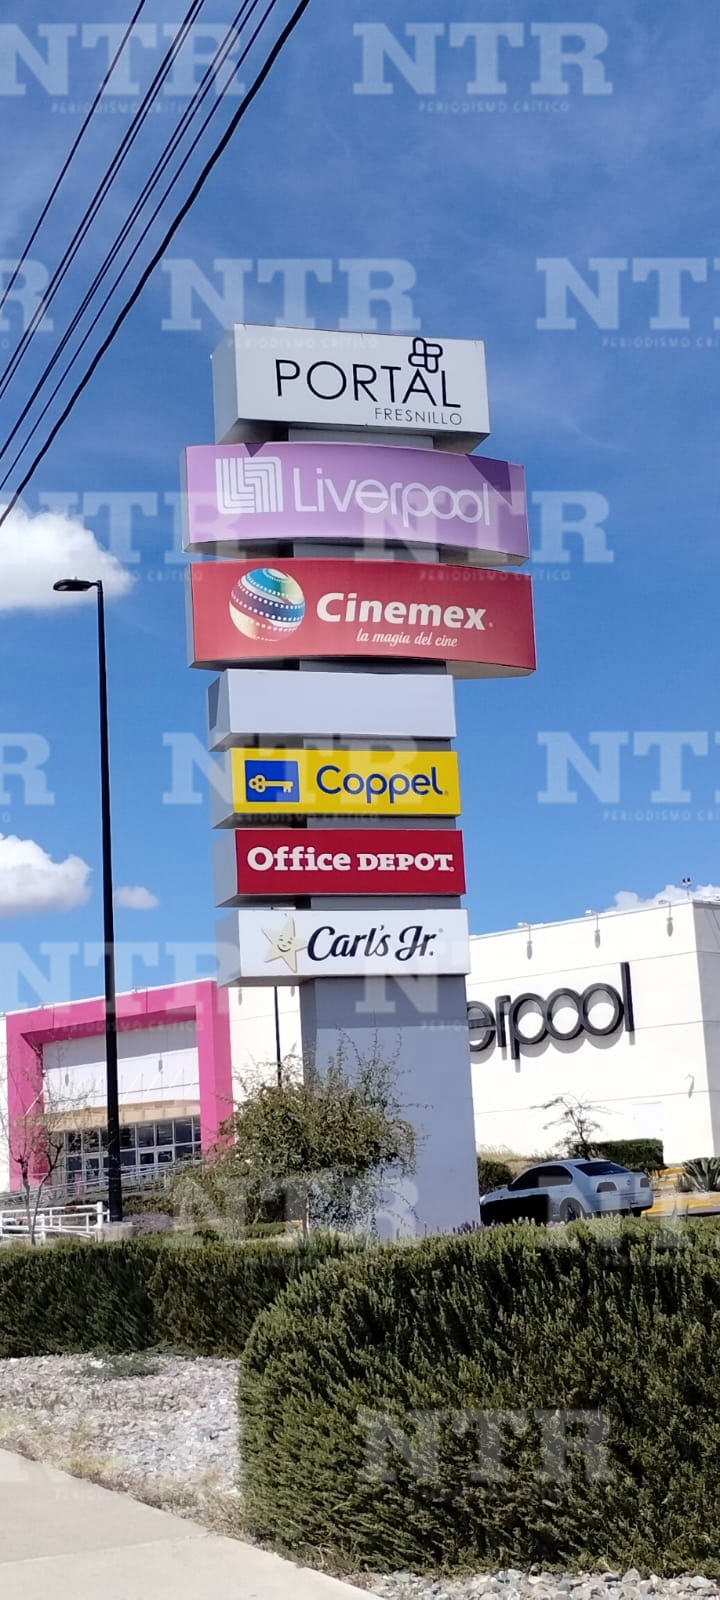 PORTAL
FRESNILLO
Liverpool
Cinemex
la magia del cine
Coppel
Office DEPOT
Carl's Jr.
erpool
NTR
PERIODISMO CRÍTICO